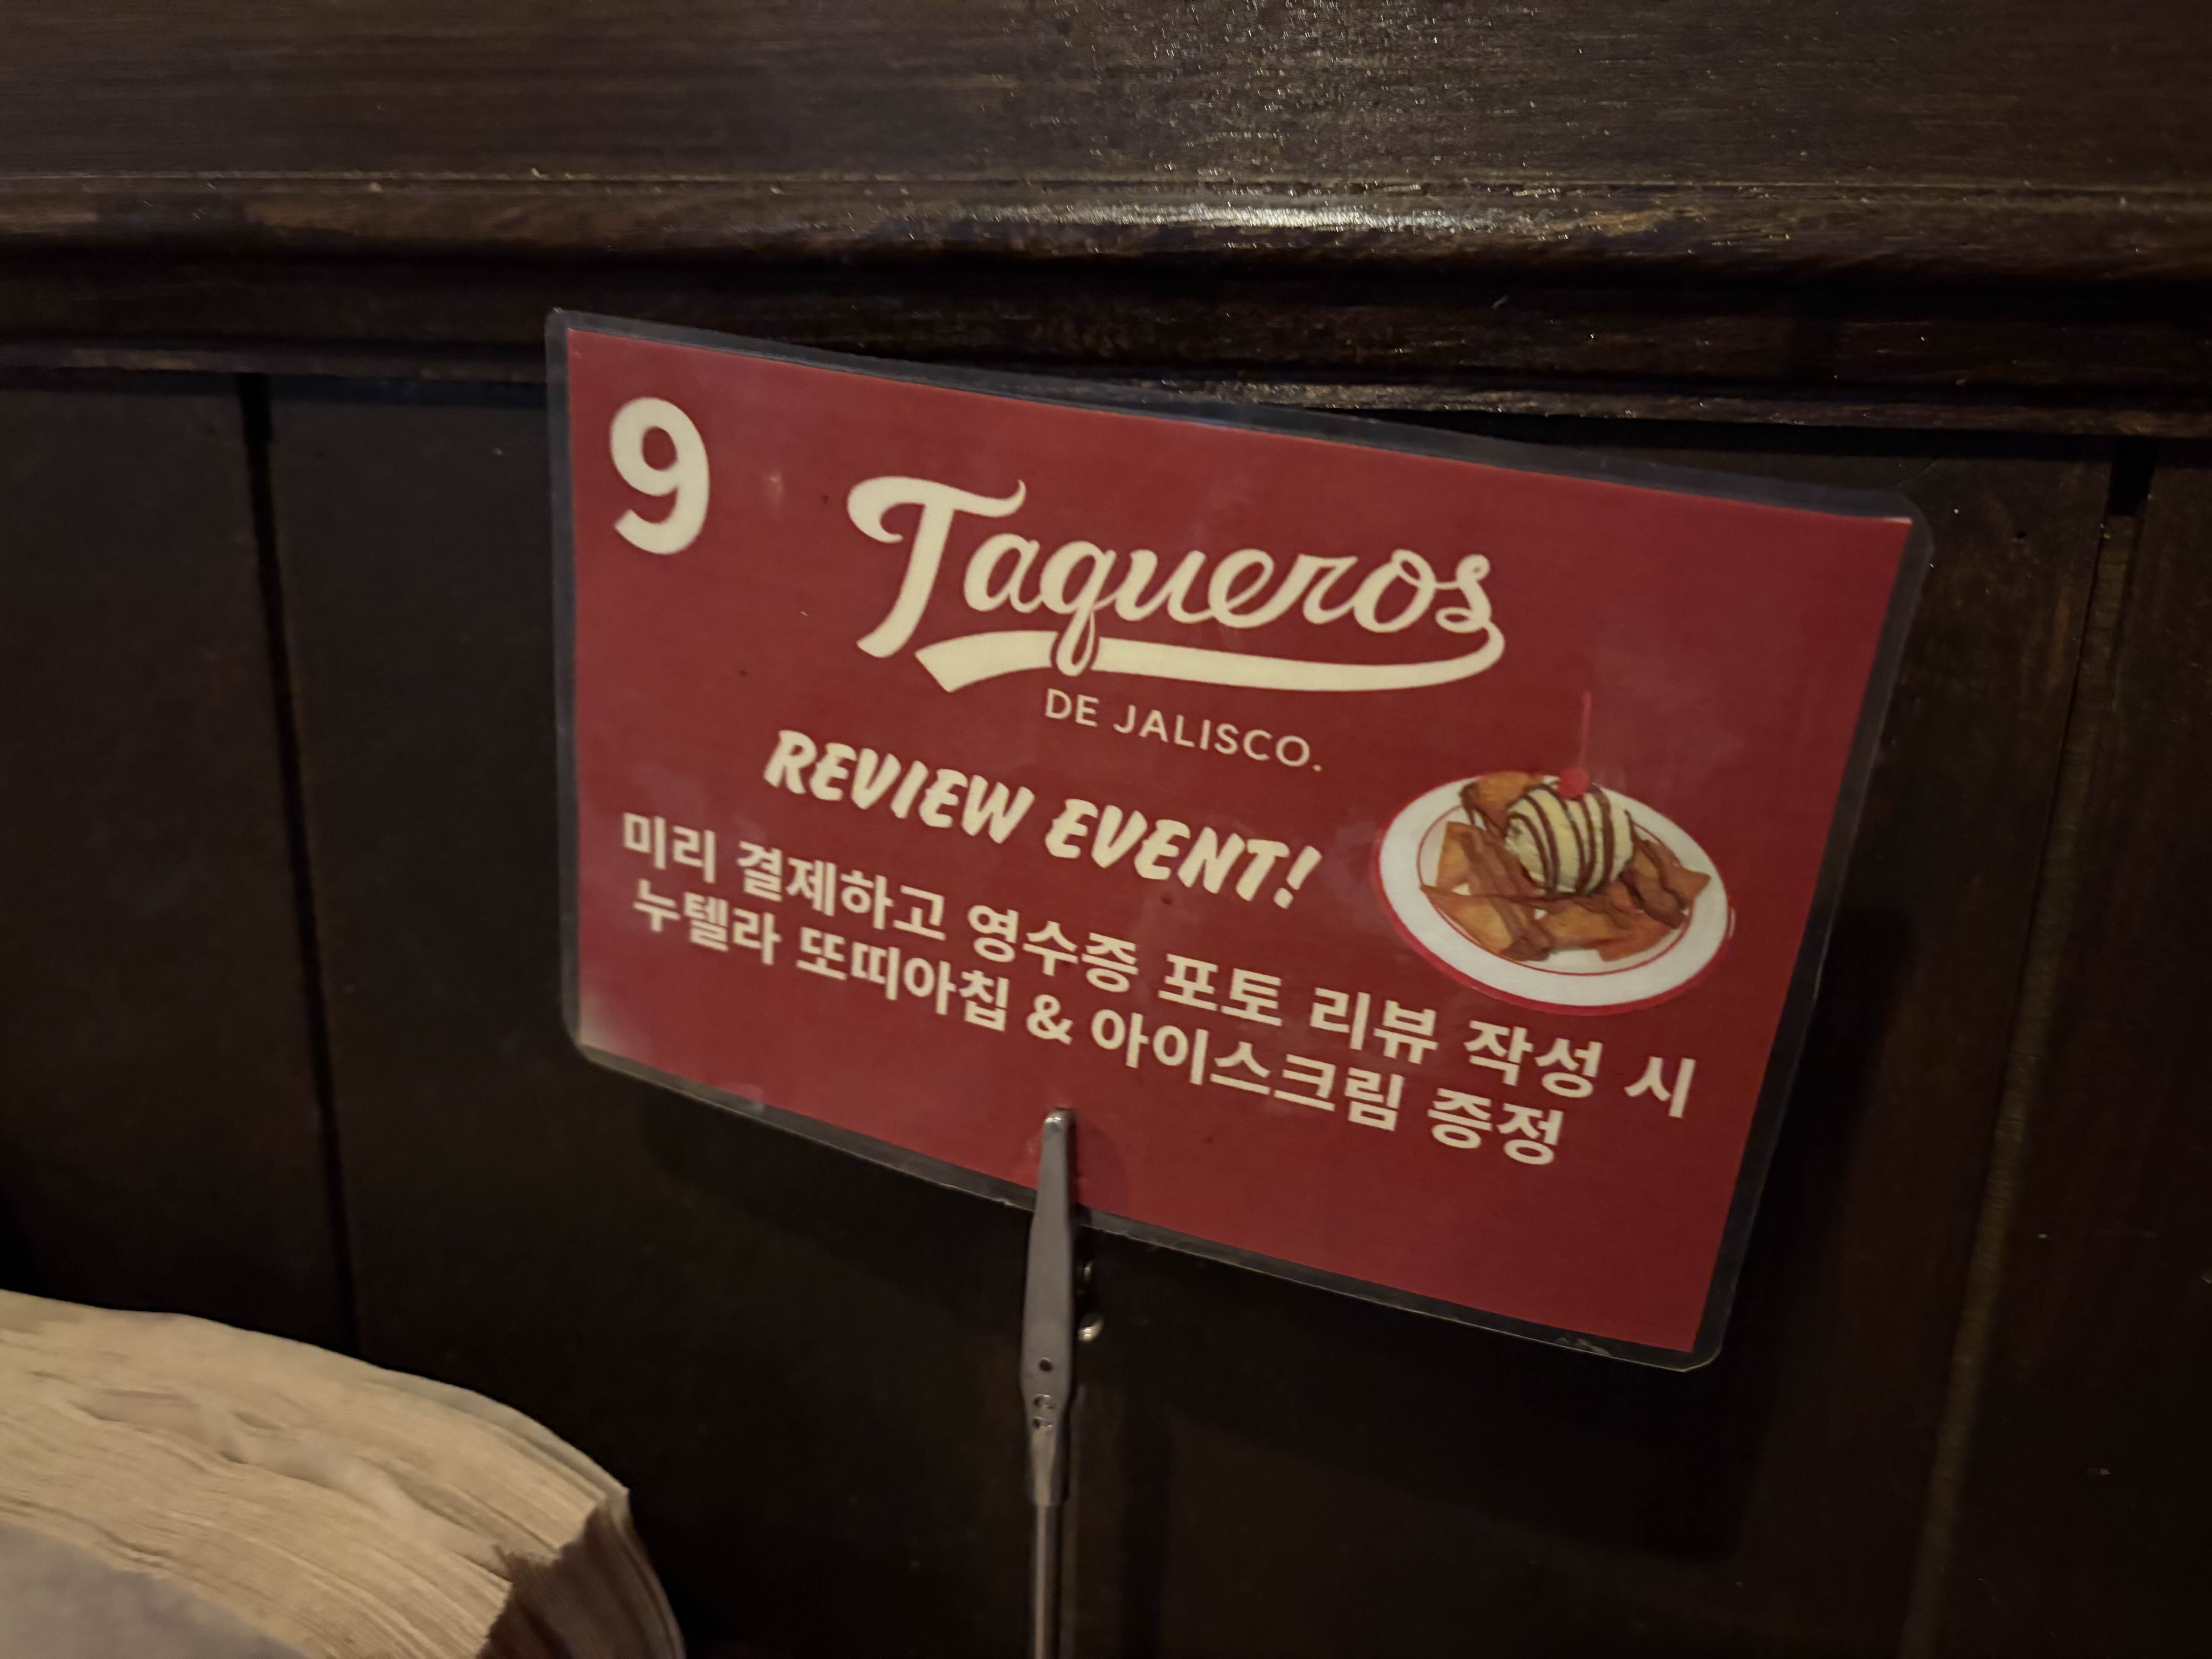 9
Taqueros
DE JALISCO.
REVIEW EVENT!
미리 결제하고 영수증 포토 리뷰 작성 시
누텔라 또띠아칩 & 아이스크림 증정